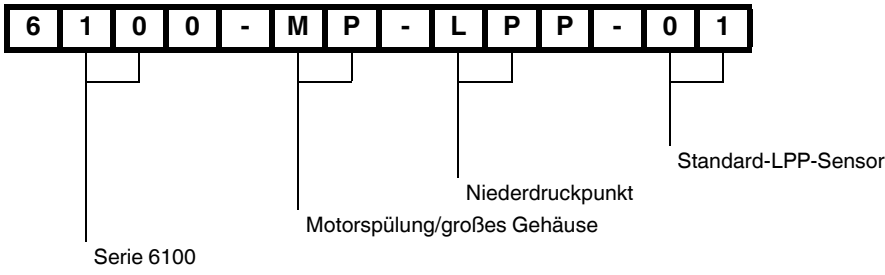 6100-MP-LPP-01
Standard-LPP-Sensor
Niederdruckpunkt
Motorspülung/großes Gehäuse
Serie 6100